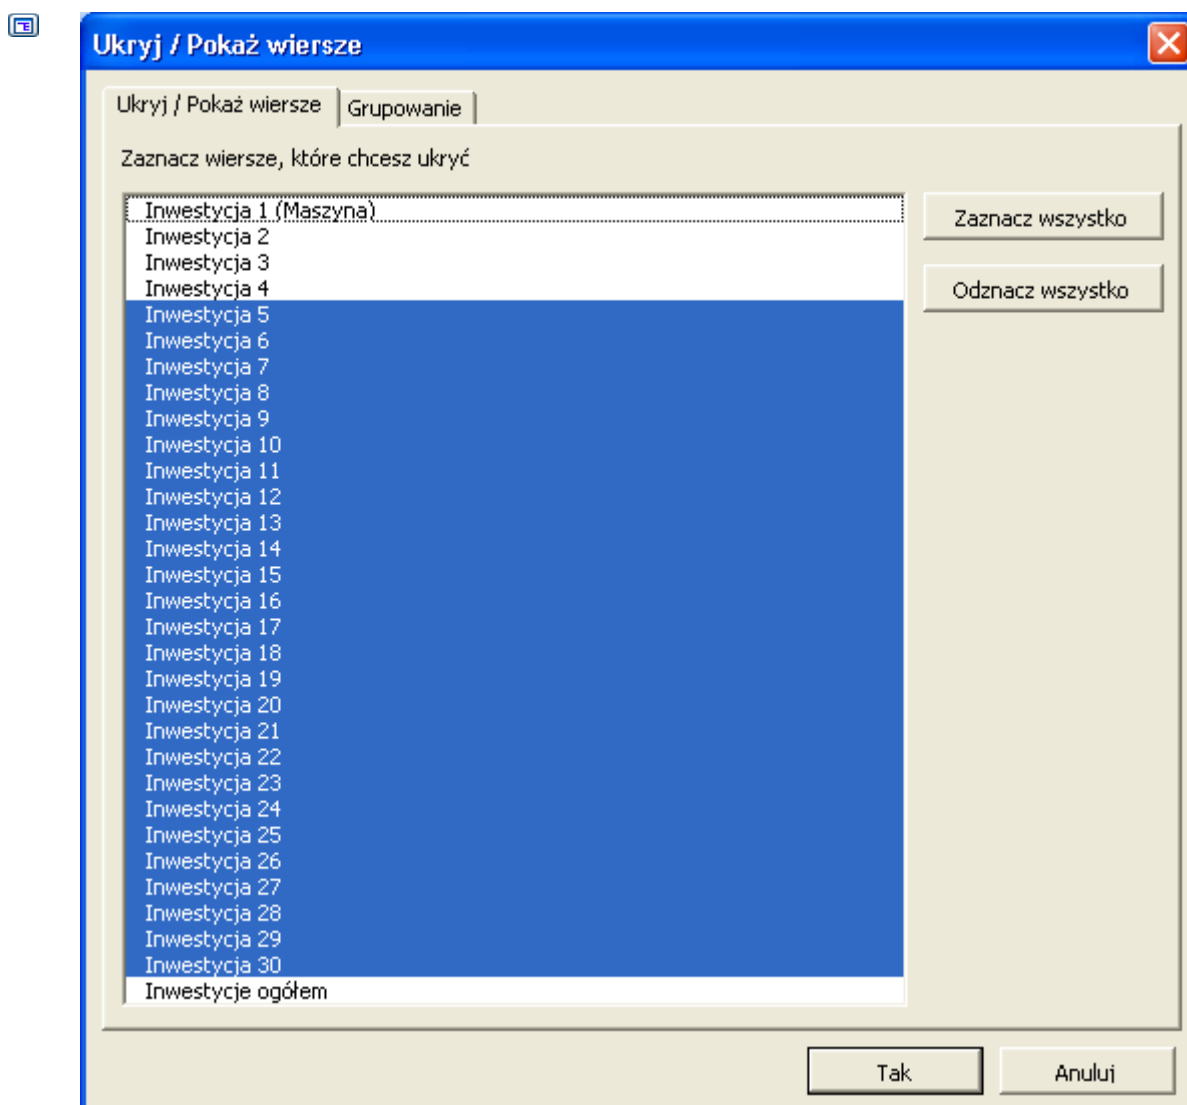 Ukryj / Pokaż wiersze
Ukryj / Pokaż wiersze
Grupowanie
Zaznacz wiersze, które chcesz ukryć
Inwestycja 1 (Maszyna)
Inwestycja 2
Inwestycja 3
Inwestycja 4
Inwestycja 5
Inwestycja 6
Inwestycja 7
Inwestycja 8
Inwestycja 9
Inwestycja 10
Inwestycja 11
Inwestycja 12
Inwestycja 13
Inwestycja 14
Inwestycja 15
Inwestycja 16
Inwestycja 17
Inwestycja 18
Inwestycja 19
Inwestycja 20
Inwestycja 21
Inwestycja 22
Inwestycja 23
Inwestycja 24
Inwestycja 25
Inwestycja 26
Inwestycja 27
Inwestycja 28
Inwestycja 29
Inwestycja 30
Inwestycje ogółem
Zaznacz wszystko
Odznacz wszystko
Tak
Anuluj